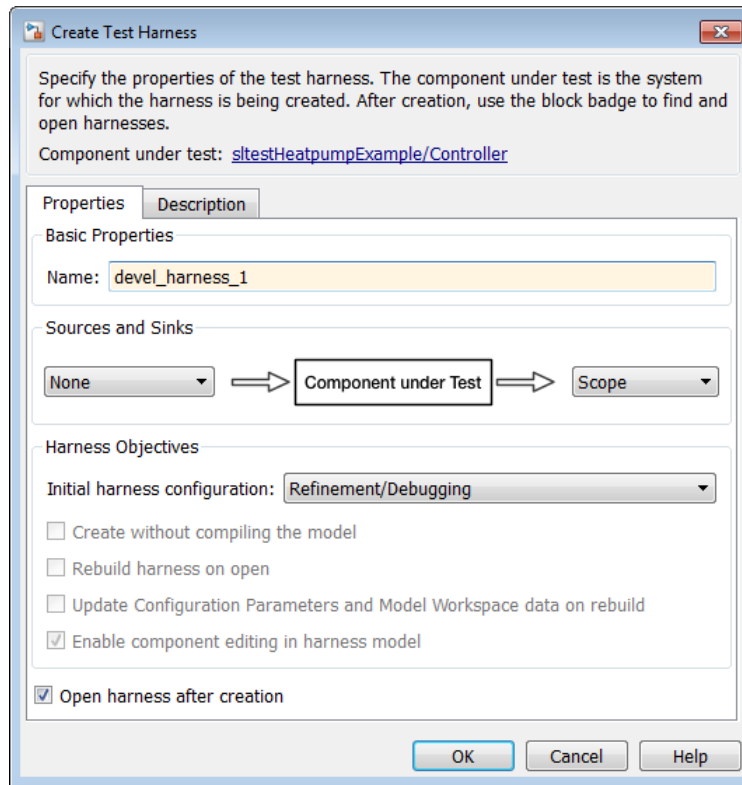 Create Test Harness
Specify the properties of the test harness. The component under test is the system
for which the harness is being created. After creation, use the block badge to find and
open harnesses.
Component under test: sltestHeatpumpExample/Controller
Properties Description
Basic Properties
Name: devel_harness_1
Sources and Sinks
None Component under Test Scope
Harness Objectives
Initial harness configuration: Refinement/Debugging
Create without compiling the model
Rebuild harness on open
Update Configuration Parameters and Model Workspace data on rebuild
Enable component editing in harness model
Open harness after creation
OK Cancel Help